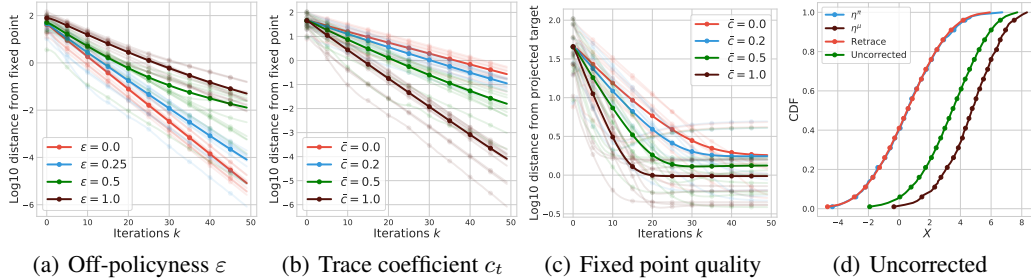 Log10 distance from fixed point
2
0
−2
−4
−6
ε = 0.0
ε = 0.25
ε = 0.5
ε = 1.0
0 10 20 30 40 50
Iterations k
(a) Off-policyness ε
Log10 distance from fixed point
2
1
0
−1
−2
−3
−4
−5
−6
c̄ = 0.0
c̄ = 0.2
c̄ = 0.5
c̄ = 1.0
0 10 20 30 40 50
Iterations k
(b) Trace coefficient cₜ
Log10 distance from projected target
2.0
1.5
1.0
0.5
0.0
−0.5
c̄ = 0.0
c̄ = 0.2
c̄ = 0.5
c̄ = 1.0
0 10 20 30 40 50
Iterations k
(c) Fixed point quality
CDF
1.0
0.8
0.6
0.4
0.2
0.0
η^π
η^μ
Retrace
Uncorrected
−4 −2 0 2 4 6 8
X
(d) Uncorrected